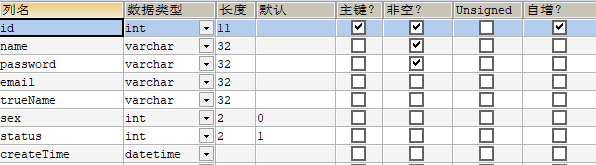 列名 数据类型 长度 默认 主键? 非空? Unsigned 自增?
id int 11
name varchar 32
password varchar 32
email varchar 32
trueName varchar 32
sex int 2 0
status int 2 1
createTime datetime